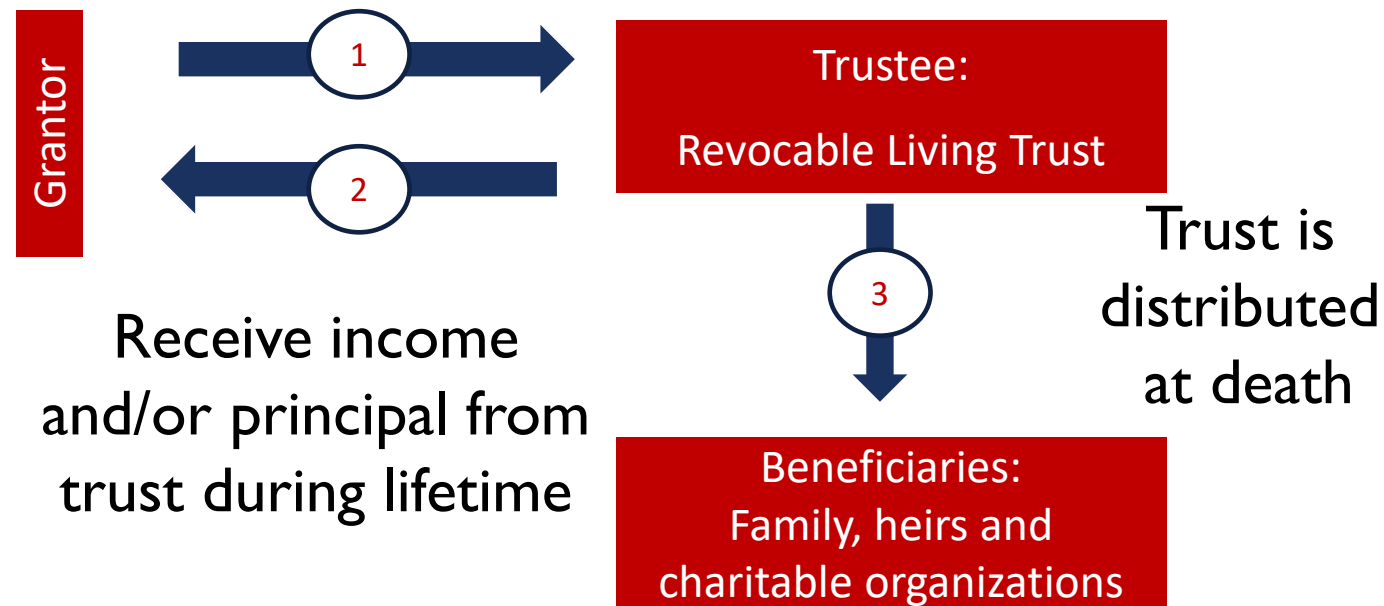 Grantor
1
Trustee:
Revocable Living Trust
2
Receive income
and/or principal from
trust during lifetime
3
Trust is
distributed
at death
Beneficiaries:
Family, heirs and
charitable organizations